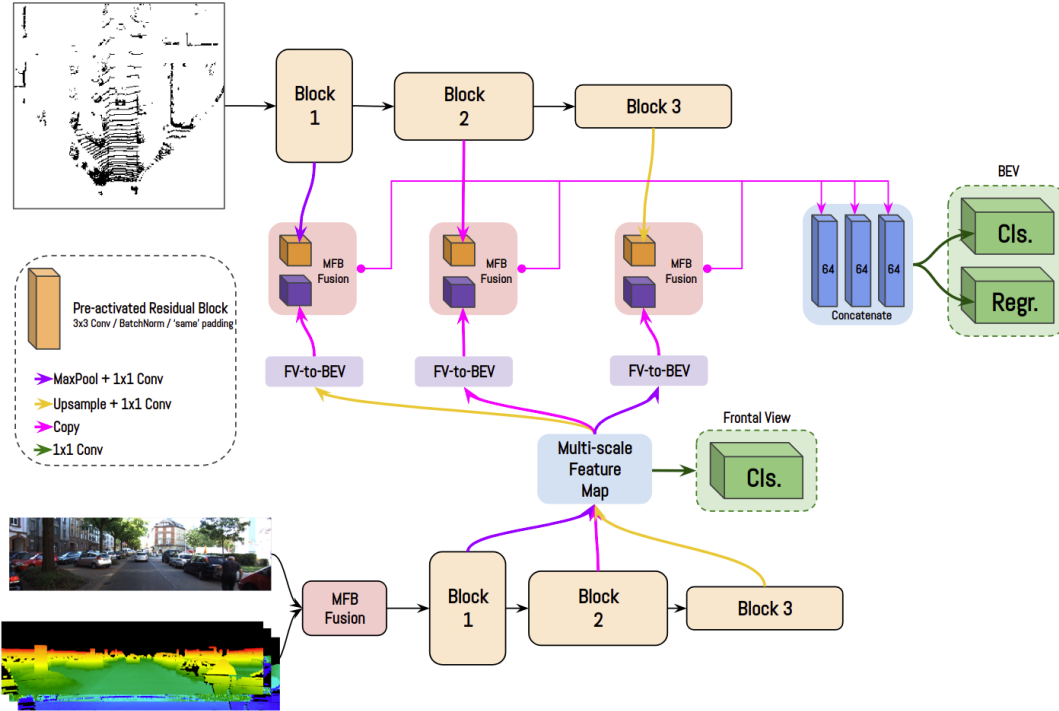 Block
1
Block
2
Block 3
BEV
Cls.
Regr.
MFB
Fusion
MFB
Fusion
MFB
Fusion
64
64
64
Concatenate
Pre-activated Residual Block
3x3 Conv / BatchNorm / 'same' padding
MaxPool + 1x1 Conv
Upsample + 1x1 Conv
Copy
1x1 Conv
FV-to-BEV
FV-to-BEV
FV-to-BEV
Multi-scale
Feature
Map
Frontal View
Cls.
MFB
Fusion
Block
1
Block
2
Block 3